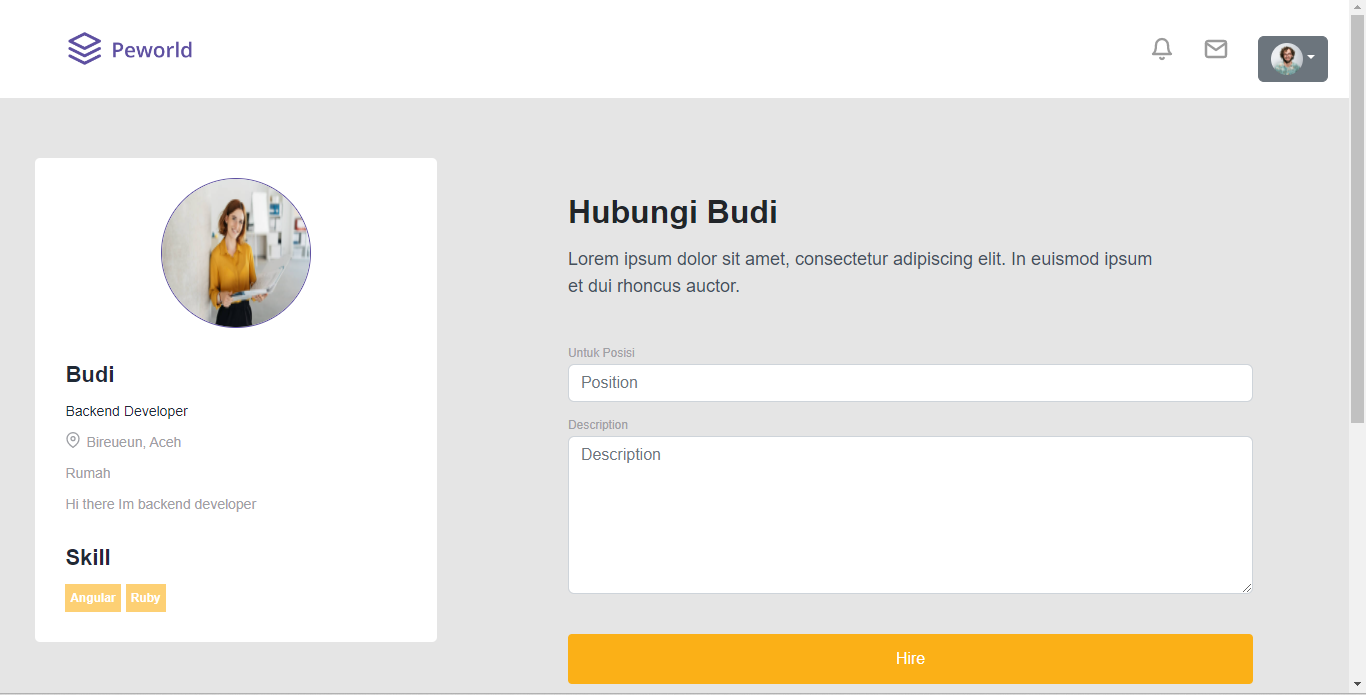 Peworld
Budi
Backend Developer
Bireueun, Aceh
Rumah
Hi there Im backend developer
Skill
Angular Ruby
Hubungi Budi
Lorem ipsum dolor sit amet, consectetur adipiscing elit. In euismod ipsum
et dui rhoncus auctor.
Untuk Posisi
Position
Description
Description
Hire